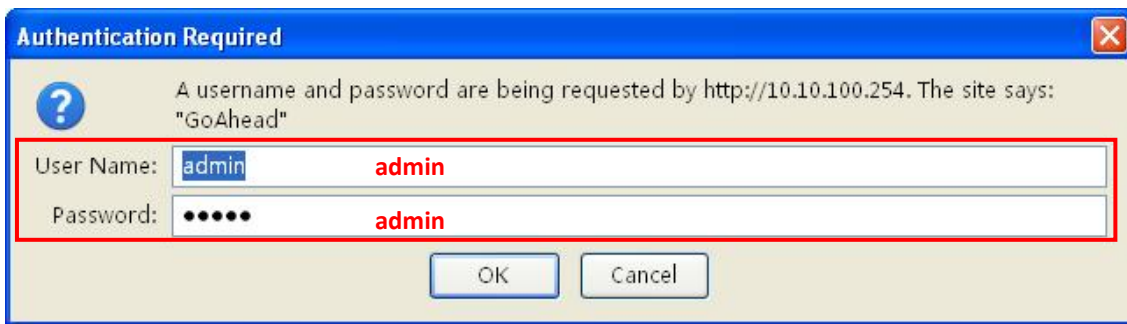 Authentication Required
A username and password are being requested by http://10.10.100.254. The site says:
"GoAhead"
User Name: admin admin
Password: ●●●●● admin
OK Cancel